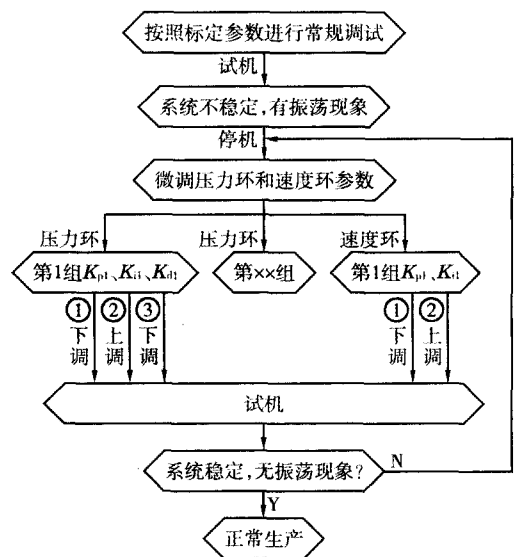 按照标定参数进行常规调试
试机
系统不稳定,有振荡现象
停机
微调压力环和速度环参数
压力环 压力环 速度环
第1组Kp1、Ki1、Kd1 第××组 第1组Kp1、Ki1
①下调 ②上调 ③下调 ①下调 ②上调
试机
系统稳定,无振荡现象? N
Y
正常生产